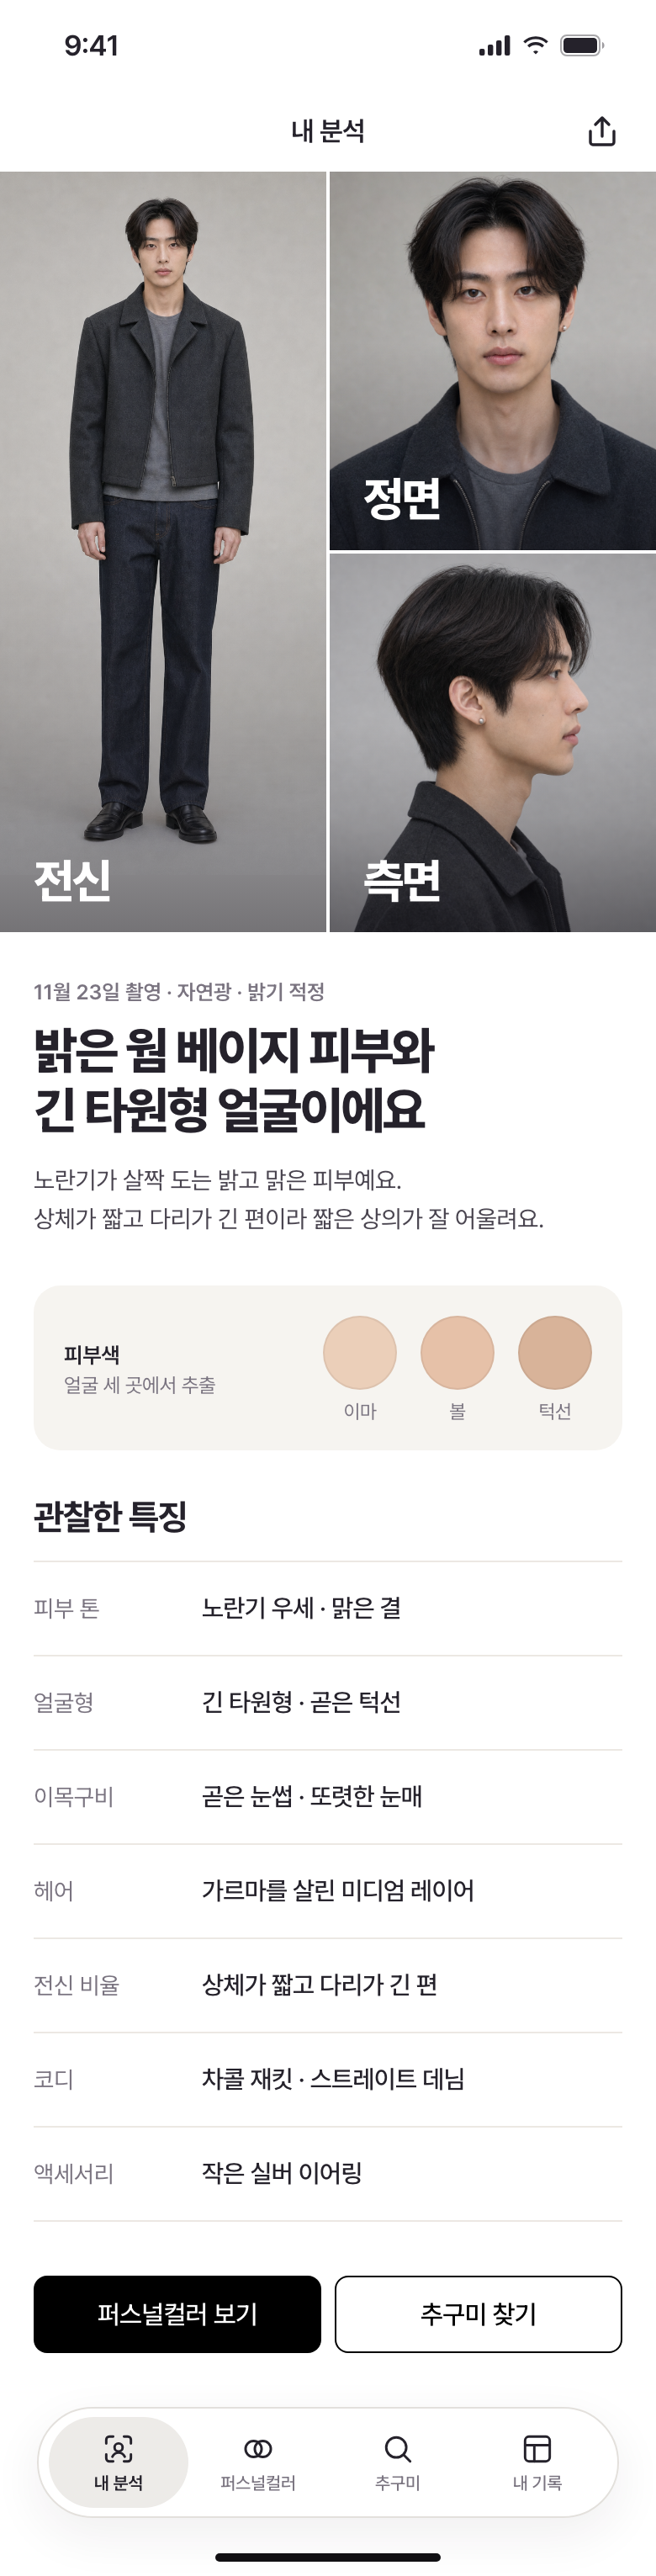 9:41
내 분석
전신
정면
측면
11월 23일 촬영 · 자연광 · 밝기 적정
밝은 웜 베이지 피부와
긴 타원형 얼굴이에요
노란기가 살짝 도는 밝고 맑은 피부예요.
상체가 짧고 다리가 긴 편이라 짧은 상의가 잘 어울려요.
피부색
얼굴 세 곳에서 추출
이마
볼
턱선
관찰한 특징
피부 톤 노란기 우세 · 맑은 결
얼굴형 긴 타원형 · 곧은 턱선
이목구비 곧은 눈썹 · 또렷한 눈매
헤어 가르마를 살린 미디엄 레이어
전신 비율 상체가 짧고 다리가 긴 편
코디 차콜 재킷 · 스트레이트 데님
액세서리 작은 실버 이어링
퍼스널컬러 보기
추구미 찾기
내 분석
퍼스널컬러
추구미
내 기록